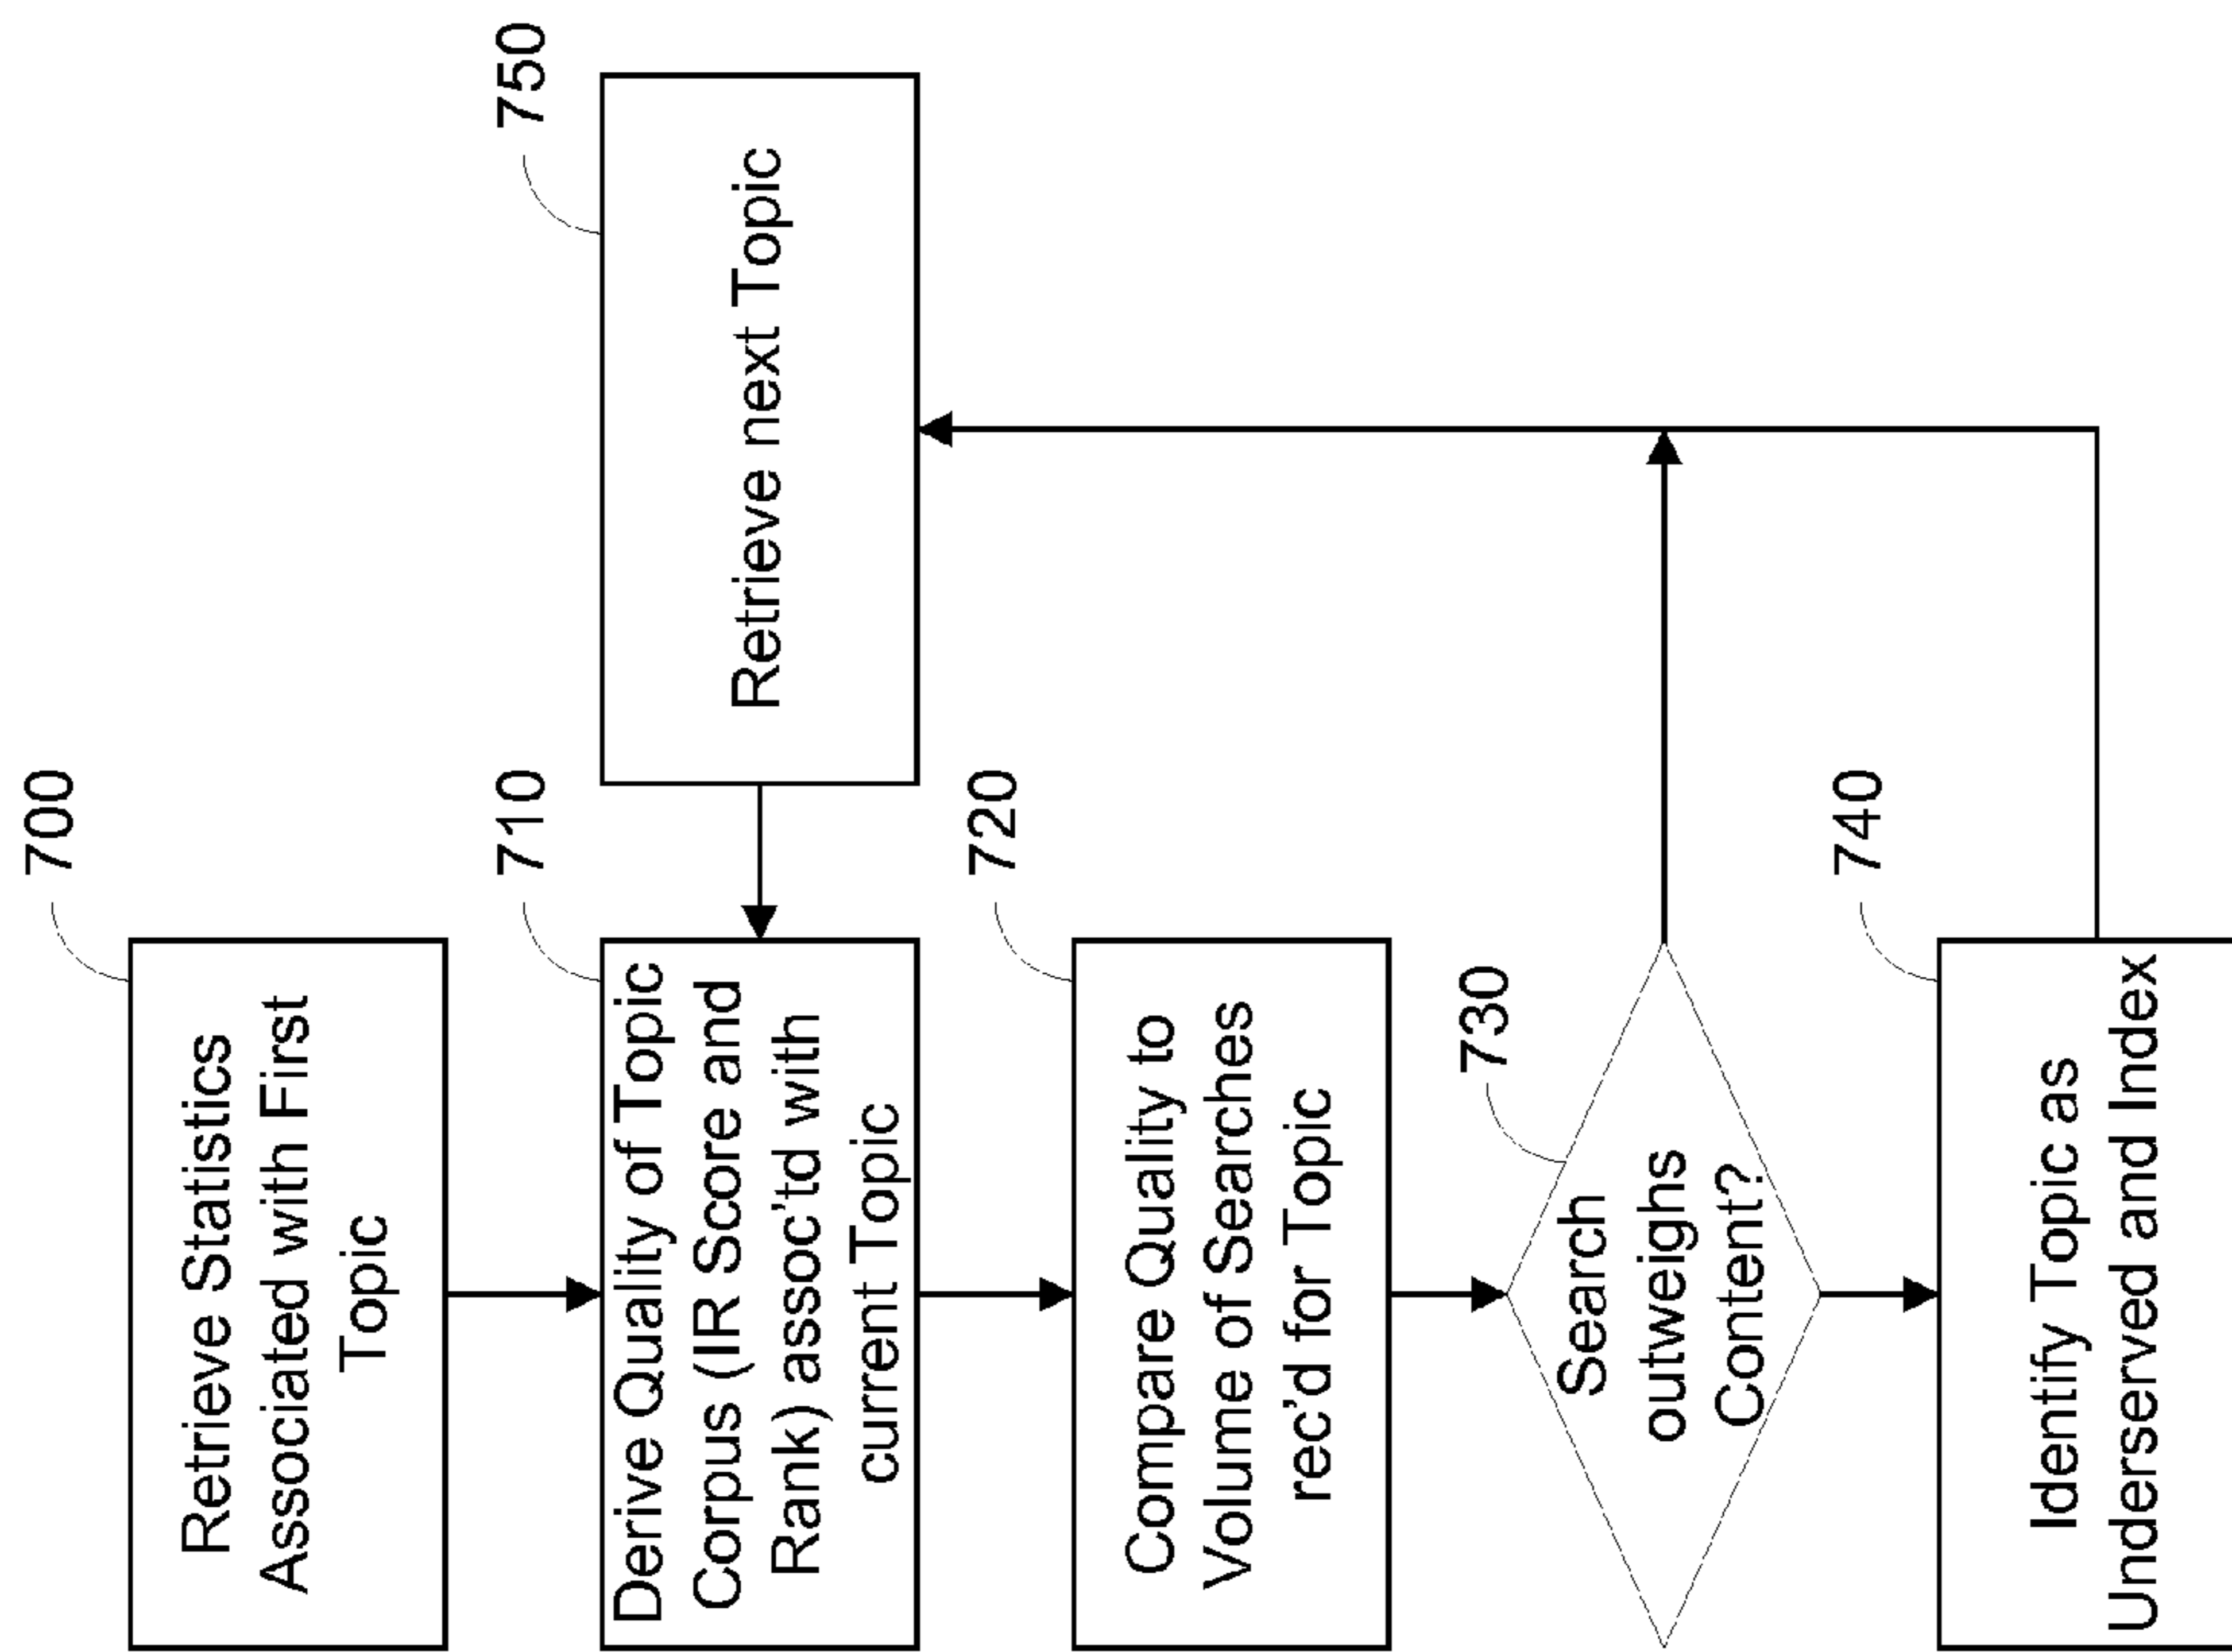 700
Retrieve Statistics
Associated with First
Topic
710
Derive Quality of Topic
Corpus (IR Score and
Rank) assoc'td with
current Topic
750
Retrieve next Topic
720
Compare Quality to
Volume of Searches
rec'd for Topic
730
Search
outweighs
Content?
740
Identify Topic as
Underserved and Index